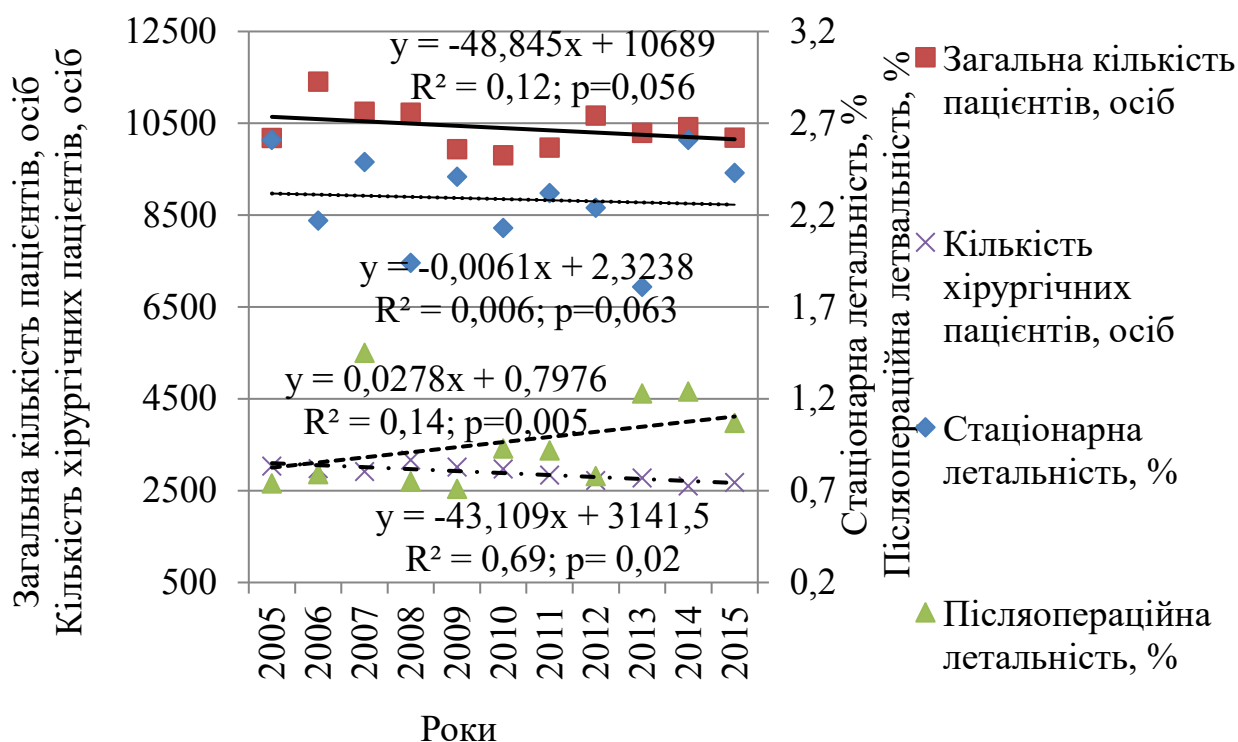 Загальна кількість пацієнтів, осіб
Кількість хірургічних пацієнтів, осіб
12500
10500
8500
6500
4500
2500
500
y = -48,845x + 10689
R² = 0,12; p=0,056
y = -0,0061x + 2,3238
R² = 0,006; p=0,063
y = 0,0278x + 0,7976
R² = 0,14; p=0,005
y = -43,109x + 3141,5
R² = 0,69; p= 0,02
3,2
2,7
2,2
1,7
1,2
0,7
0,2
Стаціонарна летальність, %
Післяопераційна летвальність, %
2005
2006
2007
2008
2009
2010
2011
2012
2013
2014
2015
Роки
Загальна кількість
пацієнтів, осіб
Кількість
хірургічних
пацієнтів, осіб
Стаціонарна
летальність, %
Післяопераційна
летальність, %